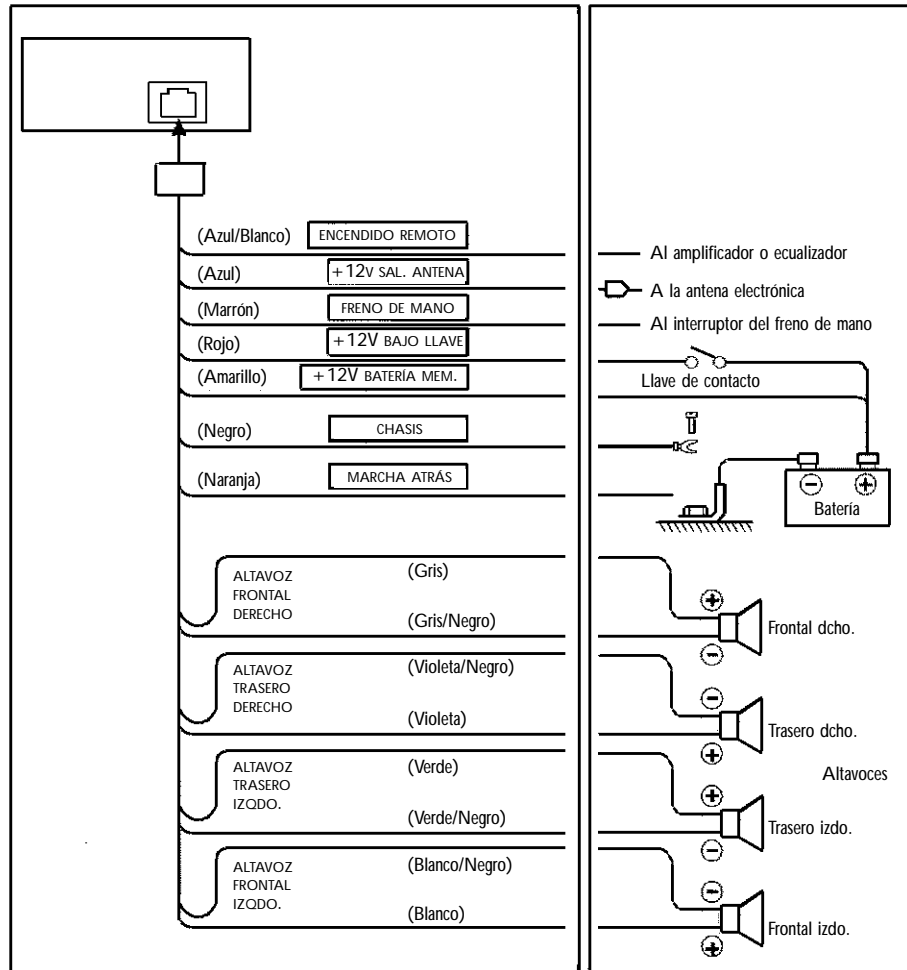 (Azul/Blanco) ENCENDIDO REMOTO
Al amplificador o ecualizador
(Azul) +12V SAL. ANTENA
A la antena electrónica
(Marrón) FRENO DE MANO
Al interruptor del freno de mano
(Rojo) +12V BAJO LLAVE
Llave de contacto
(Amarillo) +12V BATERÍA MEM.
(Negro) CHASIS
(Naranja) MARCHA ATRÁS
Batería
ALTAVOZ
FRONTAL
DERECHO
(Gris)
(Gris/Negro)
Frontal dcho.
ALTAVOZ
TRASERO
DERECHO
(Violeta/Negro)
(Violeta)
Trasero dcho.
Altavoces
ALTAVOZ
TRASERO
IZQDO.
(Verde)
(Verde/Negro)
Trasero izdo.
ALTAVOZ
FRONTAL
IZQDO.
(Blanco/Negro)
(Blanco)
Frontal izdo.